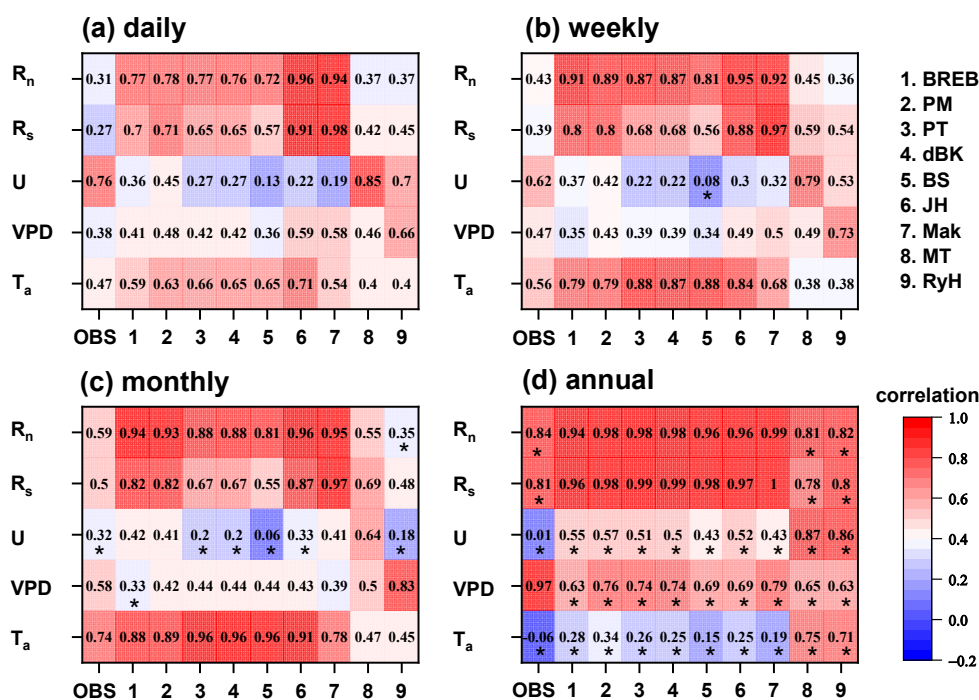 (a) daily
R_n 0.31 0.77 0.78 0.77 0.76 0.72 0.96 0.94 0.37 0.37
R_s 0.27 0.7 0.71 0.65 0.65 0.57 0.91 0.98 0.42 0.45
U 0.76 0.36 0.45 0.27 0.27 0.13 0.22 0.19 0.85 0.7
VPD 0.38 0.41 0.48 0.42 0.42 0.36 0.59 0.58 0.46 0.66
T_a 0.47 0.59 0.63 0.66 0.65 0.65 0.71 0.54 0.4 0.4
OBS 1 2 3 4 5 6 7 8 9
(b) weekly
R_n 0.43 0.91 0.89 0.87 0.87 0.81 0.95 0.92 0.45 0.36
R_s 0.39 0.8 0.8 0.68 0.68 0.56 0.88 0.97 0.59 0.54
U 0.62 0.37 0.42 0.22 0.22 0.08 0.3 0.32 0.79 0.53
*
VPD 0.47 0.35 0.43 0.39 0.39 0.34 0.49 0.5 0.49 0.73
T_a 0.56 0.79 0.79 0.88 0.87 0.88 0.84 0.68 0.38 0.38
OBS 1 2 3 4 5 6 7 8 9
1. BREB
2. PM
3. PT
4. dBK
5. BS
6. JH
7. Mak
8. MT
9. RyH
(c) monthly
R_n 0.59 0.94 0.93 0.88 0.88 0.81 0.96 0.95 0.55 0.35
*
R_s 0.5 0.82 0.82 0.67 0.67 0.55 0.87 0.97 0.69 0.48
U 0.32 0.42 0.41 0.2 0.2 0.06 0.33 0.41 0.64 0.18
* * * * * *
VPD 0.58 0.33 0.42 0.44 0.44 0.44 0.43 0.39 0.5 0.83
*
T_a 0.74 0.88 0.89 0.96 0.96 0.96 0.91 0.78 0.47 0.45
OBS 1 2 3 4 5 6 7 8 9
(d) annual
R_n 0.84 0.94 0.98 0.98 0.98 0.96 0.96 0.99 0.81 0.82
* * *
R_s 0.81 0.96 0.98 0.99 0.99 0.98 0.97 1 0.78 0.8
* * *
U 0.01 0.55 0.57 0.51 0.5 0.43 0.52 0.43 0.87 0.86
* * * * * * * * * *
VPD 0.97 0.63 0.76 0.74 0.74 0.69 0.69 0.79 0.65 0.63
* * * * * * * * *
T_a -0.06 0.28 0.34 0.26 0.25 0.15 0.25 0.19 0.75 0.71
* * * * * * * * * *
OBS 1 2 3 4 5 6 7 8 9
correlation
1.0
0.8
0.6
0.4
0.2
0.0
−0.2